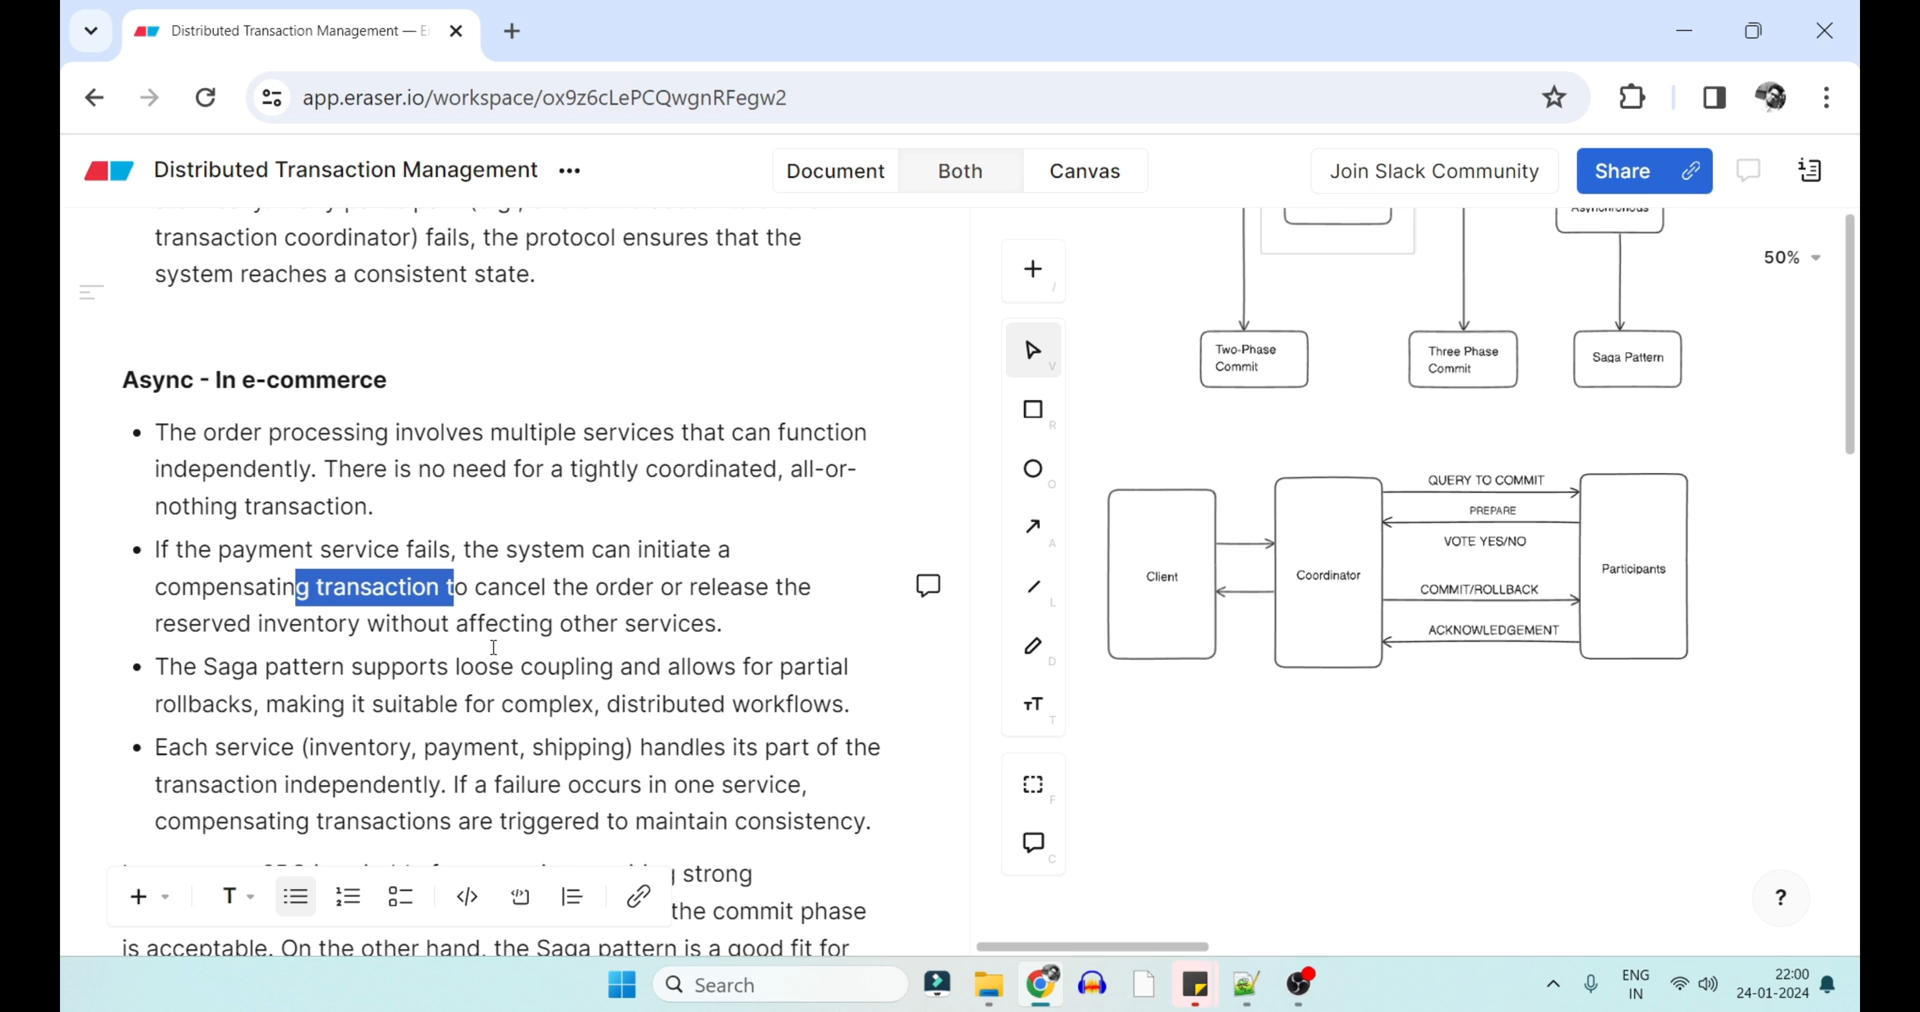 Distributed Transaction Management — E
app.eraser.io/workspace/ox9z6cLePCQwgnRFegw2
Distributed Transaction Management
Document
Both
Canvas
Join Slack Community
Share
transaction coordinator) fails, the protocol ensures that the
system reaches a consistent state.
Async - In e-commerce
• The order processing involves multiple services that can function
independently. There is no need for a tightly coordinated, all-or-
nothing transaction.
• If the payment service fails, the system can initiate a
compensating transaction to cancel the order or release the
reserved inventory without affecting other services.
• The Saga pattern supports loose coupling and allows for partial
rollbacks, making it suitable for complex, distributed workflows.
• Each service (inventory, payment, shipping) handles its part of the
transaction independently. If a failure occurs in one service,
compensating transactions are triggered to maintain consistency.
strong
the commit phase
is acceptable. On the other hand, the Saga pattern is a good fit for
T
/
V
R
O
A
L
D
TT
T
F
C
Asynchronous
50%
Two-Phase
Commit
Three Phase
Commit
Saga Pattern
Client
Coordinator
QUERY TO COMMIT
PREPARE
VOTE YES/NO
COMMIT/ROLLBACK
ACKNOWLEDGEMENT
Participants
?
Search
ENG
IN
22:00
24-01-2024